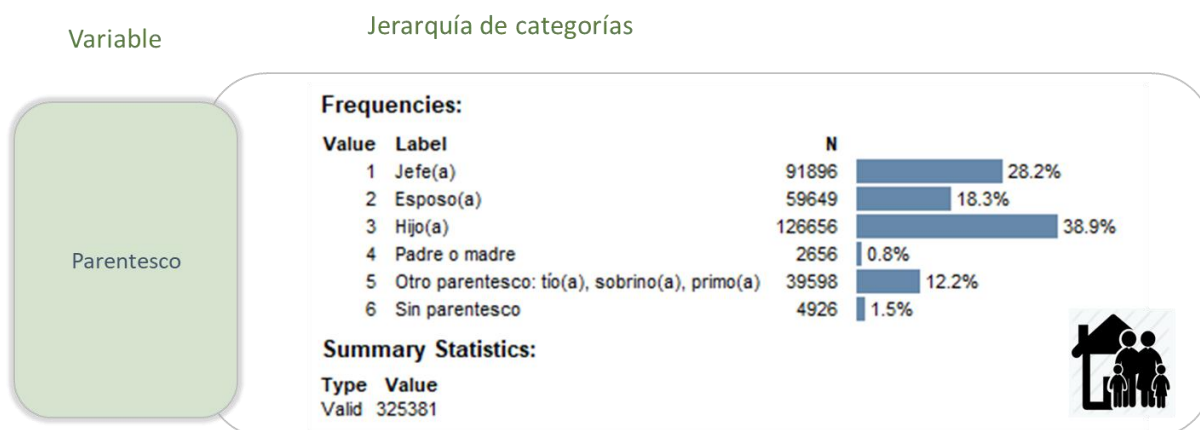 Variable
Jerarquía de categorías
Parentesco
Frequencies:
Value Label N
1 Jefe(a) 91896 28.2%
2 Esposo(a) 59649 18.3%
3 Hijo(a) 126656 38.9%
4 Padre o madre 2656 0.8%
5 Otro parentesco: tío(a), sobrino(a), primo(a) 39598 12.2%
6 Sin parentesco 4926 1.5%
Summary Statistics:
Type Value
Valid 325381